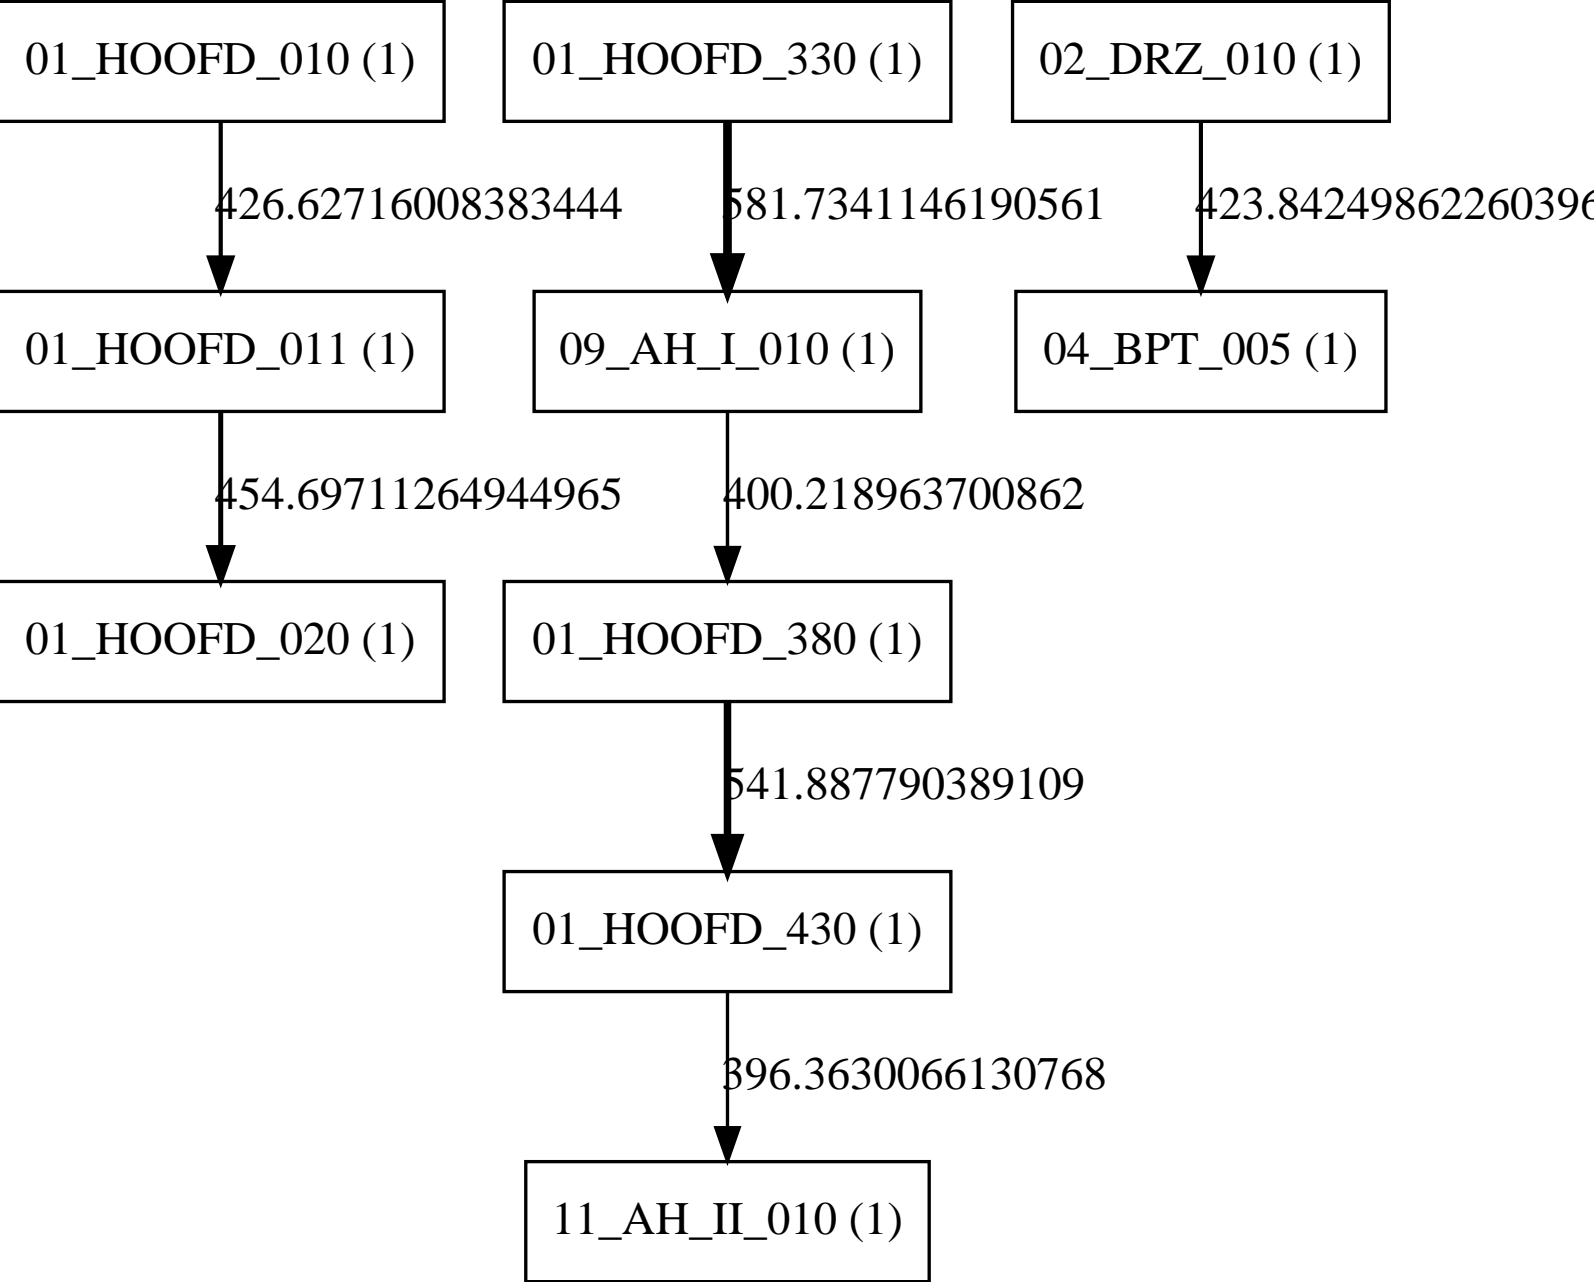 01_HOOFD_010 (1) 01_HOOFD_330 (1) 02_DRZ_010 (1)
426.62716008383444 581.7341146190561 423.84249862260396
01_HOOFD_011 (1) 09_AH_I_010 (1) 04_BPT_005 (1)
454.69711264944965 400.218963700862
01_HOOFD_020 (1) 01_HOOFD_380 (1)
541.887790389109
01_HOOFD_430 (1)
396.3630066130768
11_AH_II_010 (1)